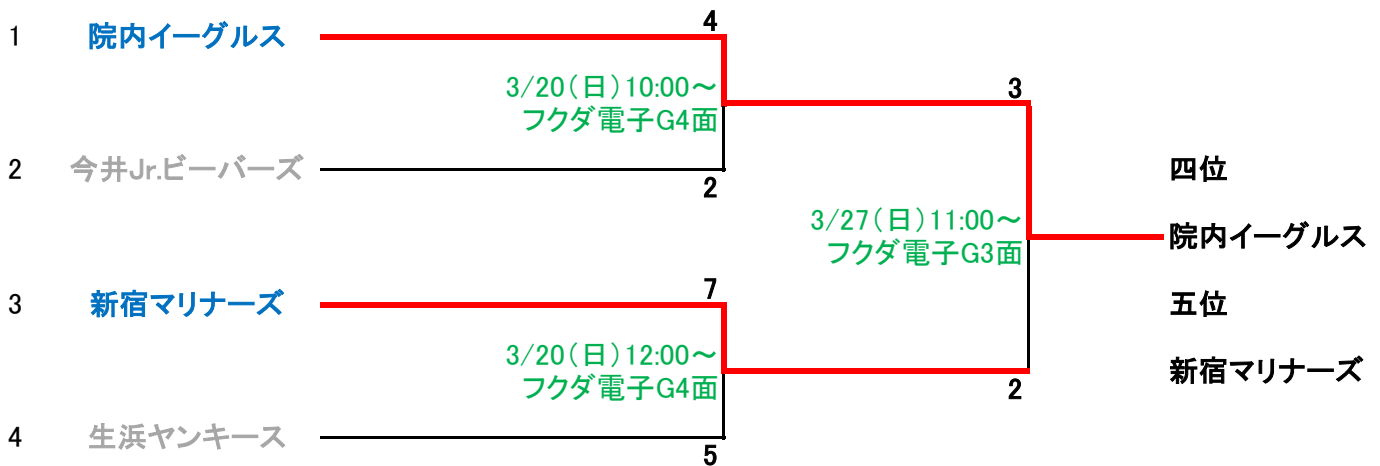 1 院内イーグルス 4
3/20(日)10:00～
フクダ電子G4面
3
2 今井Jr.ビーバーズ 2
四位
3/27(日)11:00～
フクダ電子G3面
院内イーグルス
3 新宿マリナーズ 7
五位
3/20(日)12:00～
フクダ電子G4面
2
新宿マリナーズ
4 生浜ヤンキース 5